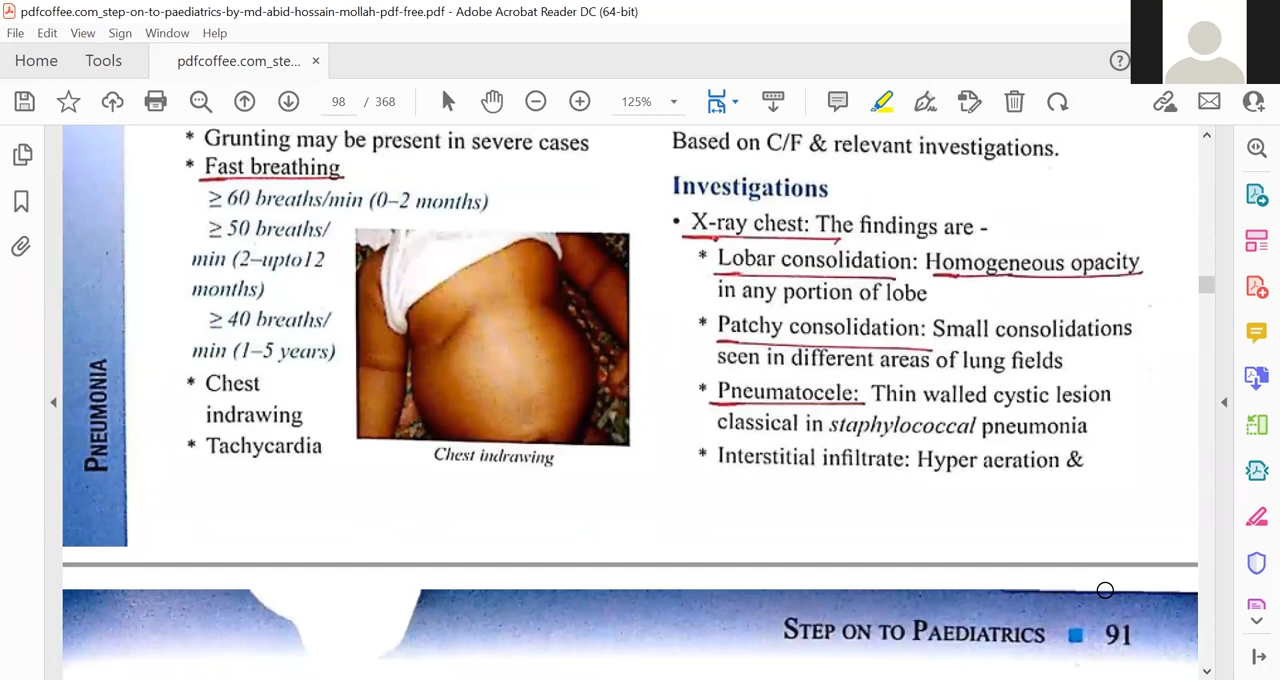 pdfcoffee.com_step-on-to-paediatrics-by-md-abid-hossain-mollah-pdf-free.pdf - Adobe Acrobat Reader DC (64-bit)
File Edit View Sign Window Help
Home Tools pdfcoffee.com_ste... ×
98 / 368 125%
* Grunting may be present in severe cases
* Fast breathing
≥ 60 breaths/min (0–2 months)
≥ 50 breaths/
min (2–upto12
months)
≥ 40 breaths/
min (1–5 years)
* Chest
indrawing
* Tachycardia
Chest indrawing
PNEUMONIA
Based on C/F & relevant investigations.
Investigations
• X-ray chest: The findings are -
* Lobar consolidation: Homogeneous opacity
in any portion of lobe
* Patchy consolidation: Small consolidations
seen in different areas of lung fields
* Pneumatocele: Thin walled cystic lesion
classical in staphylococcal pneumonia
* Interstitial infiltrate: Hyper aeration &
STEP ON TO PAEDIATRICS ■ 91